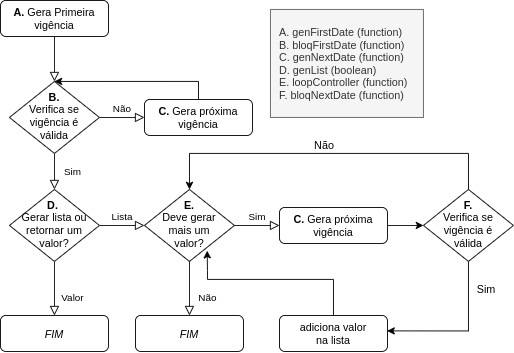 A. Gera Primeira
vigência
A. genFirstDate (function)
B. bloqFirstDate (function)
C. genNextDate (function)
D. genList (boolean)
E. loopController (function)
F. bloqNextDate (function)
B.
Verifica se
vigência é
válida
Não
C. Gera próxima
vigência
Não
Sim
D.
Gerar lista ou
retornar um
valor?
Lista
E.
Deve gerar
mais um
valor?
Sim
C. Gera próxima
vigência
F.
Verifica se
vigência é
válida
Valor
Não
Sim
FIM
FIM
adiciona valor
na lista